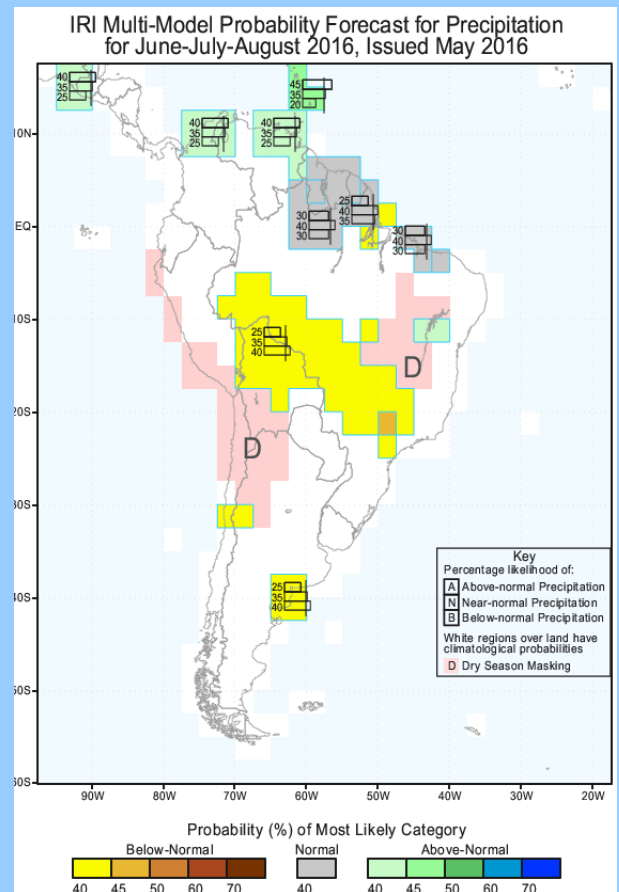 IRI Multi-Model Probability Forecast for Precipitation
for June-July-August 2016, Issued May 2016
40
35
25
45
35
20
40
35
25
40
35
25
10N
25
40
35
30
40
30
30
40
30
EQ
10S
25
35
40
D
20S
D
30S
25
35
40
40S
50S
60S
Key
Percentage likelihood of:
A Above-normal Precipitation
N Near-normal Precipitation
B Below-normal Precipitation
White regions over land have
climatological probabilities
D Dry Season Masking
90W 80W 70W 60W 50W 40W 30W 20W
Probability (%) of Most Likely Category
Below-Normal Normal Above-Normal
40 45 50 60 70 40 40 45 50 60 70